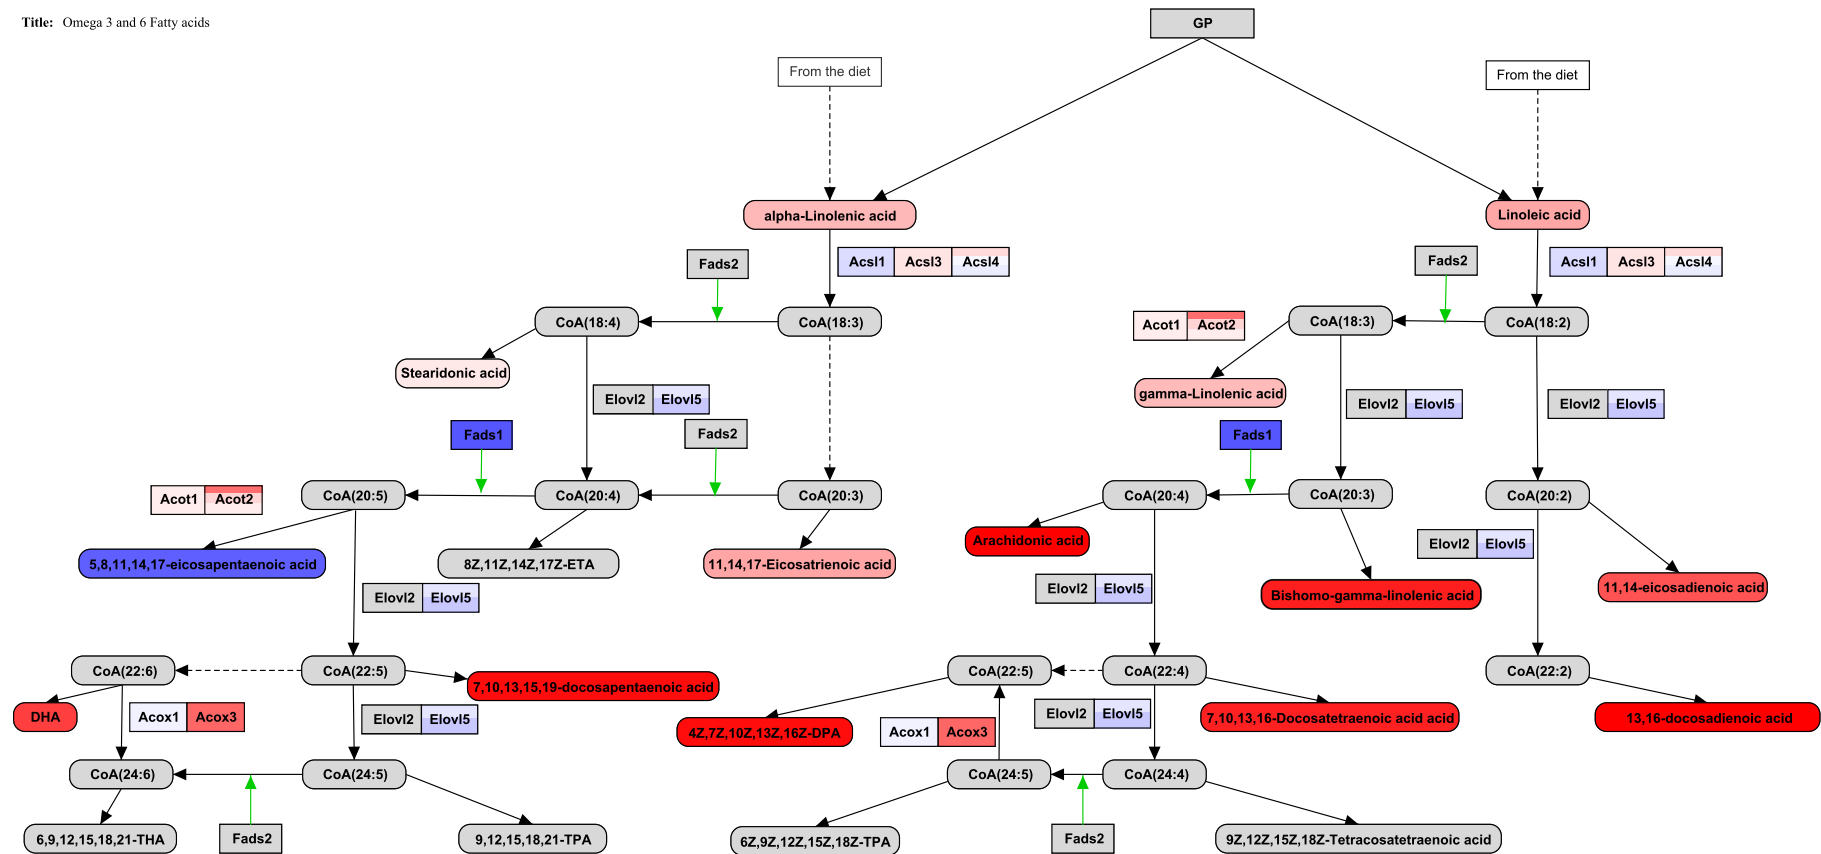 Title: Omega 3 and 6 Fatty acids
GP
From the diet
From the diet
alpha-Linolenic acid
Linoleic acid
Fads2
Acsl1 Acsl3 Acsl4
Fads2
Acsl1 Acsl3 Acsl4
CoA(18:4)
CoA(18:3)
Acot1 Acot2
CoA(18:3)
CoA(18:2)
Stearidonic acid
gamma-Linolenic acid
Elovl2 Elovl5
Elovl2 Elovl5
Elovl2 Elovl5
Fads1
Fads2
Fads1
Acot1 Acot2
CoA(20:5)
CoA(20:4)
CoA(20:3)
CoA(20:4)
CoA(20:3)
CoA(20:2)
Arachidonic acid
Elovl2 Elovl5
5,8,11,14,17-eicosapentaenoic acid
8Z,11Z,14Z,17Z-ETA
11,14,17-Eicosatrienoic acid
Elovl2 Elovl5
Elovl2 Elovl5
Bishomo-gamma-linolenic acid
11,14-eicosadienoic acid
CoA(22:6)
CoA(22:5)
7,10,13,15,19-docosapentaenoic acid
CoA(22:5)
CoA(22:4)
CoA(22:2)
DHA
Acox1 Acox3
Elovl2 Elovl5
4Z,7Z,10Z,13Z,16Z-DPA
Acox1 Acox3
Elovl2 Elovl5
7,10,13,16-Docosatetraenoic acid acid
13,16-docosadienoic acid
CoA(24:6)
CoA(24:5)
CoA(24:5)
CoA(24:4)
6,9,12,15,18,21-THA
Fads2
9,12,15,18,21-TPA
6Z,9Z,12Z,15Z,18Z-TPA
Fads2
9Z,12Z,15Z,18Z-Tetracosatetraenoic acid